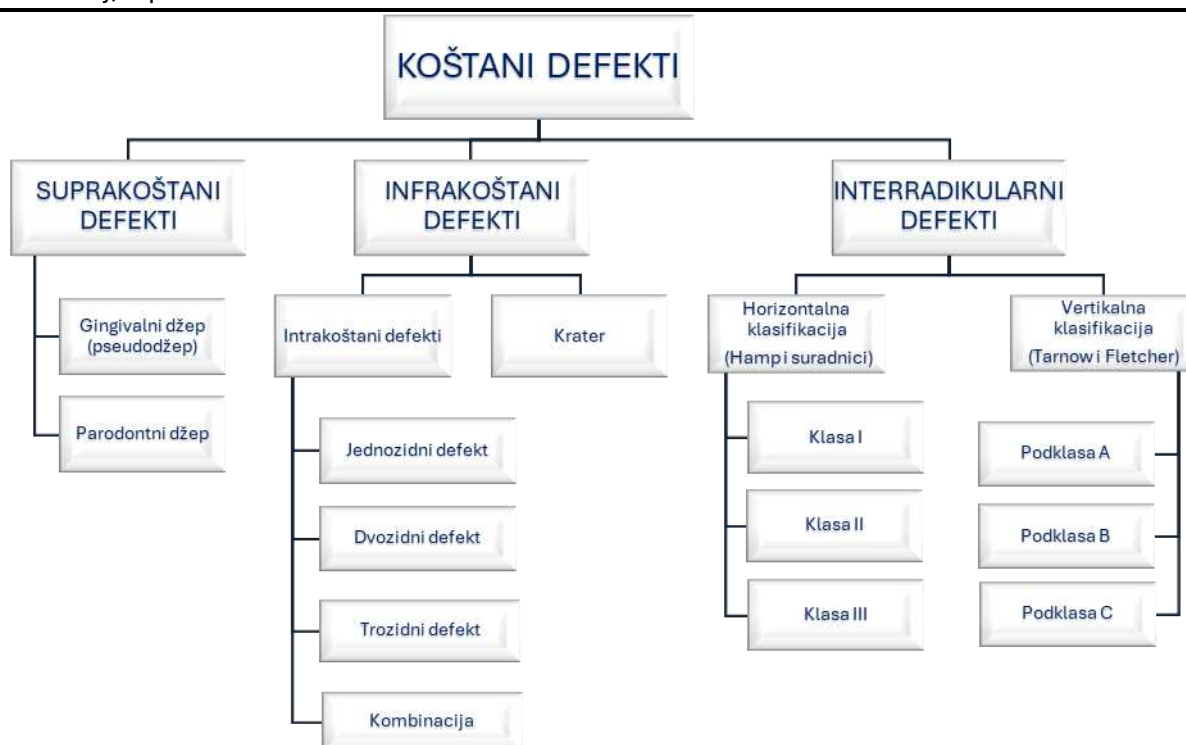 KOŠTANI DEFEKTI
SUPRAKOŠTANI
DEFEKTI
INFRAKOŠTANI
DEFEKTI
INTERRADIKULARNI
DEFEKTI
Gingivalni džep
(pseudodžep)
Parodontni džep
Intrakoštani defekti
Krater
Jednozidni defekt
Dvozidni defekt
Trozidni defekt
Kombinacija
Horizontalna
klasifikacija
(Hamp i suradnici)
Klasa I
Klasa II
Klasa III
Vertikalna
klasifikacija
(Tarnow i Fletcher)
Podklasa A
Podklasa B
Podklasa C